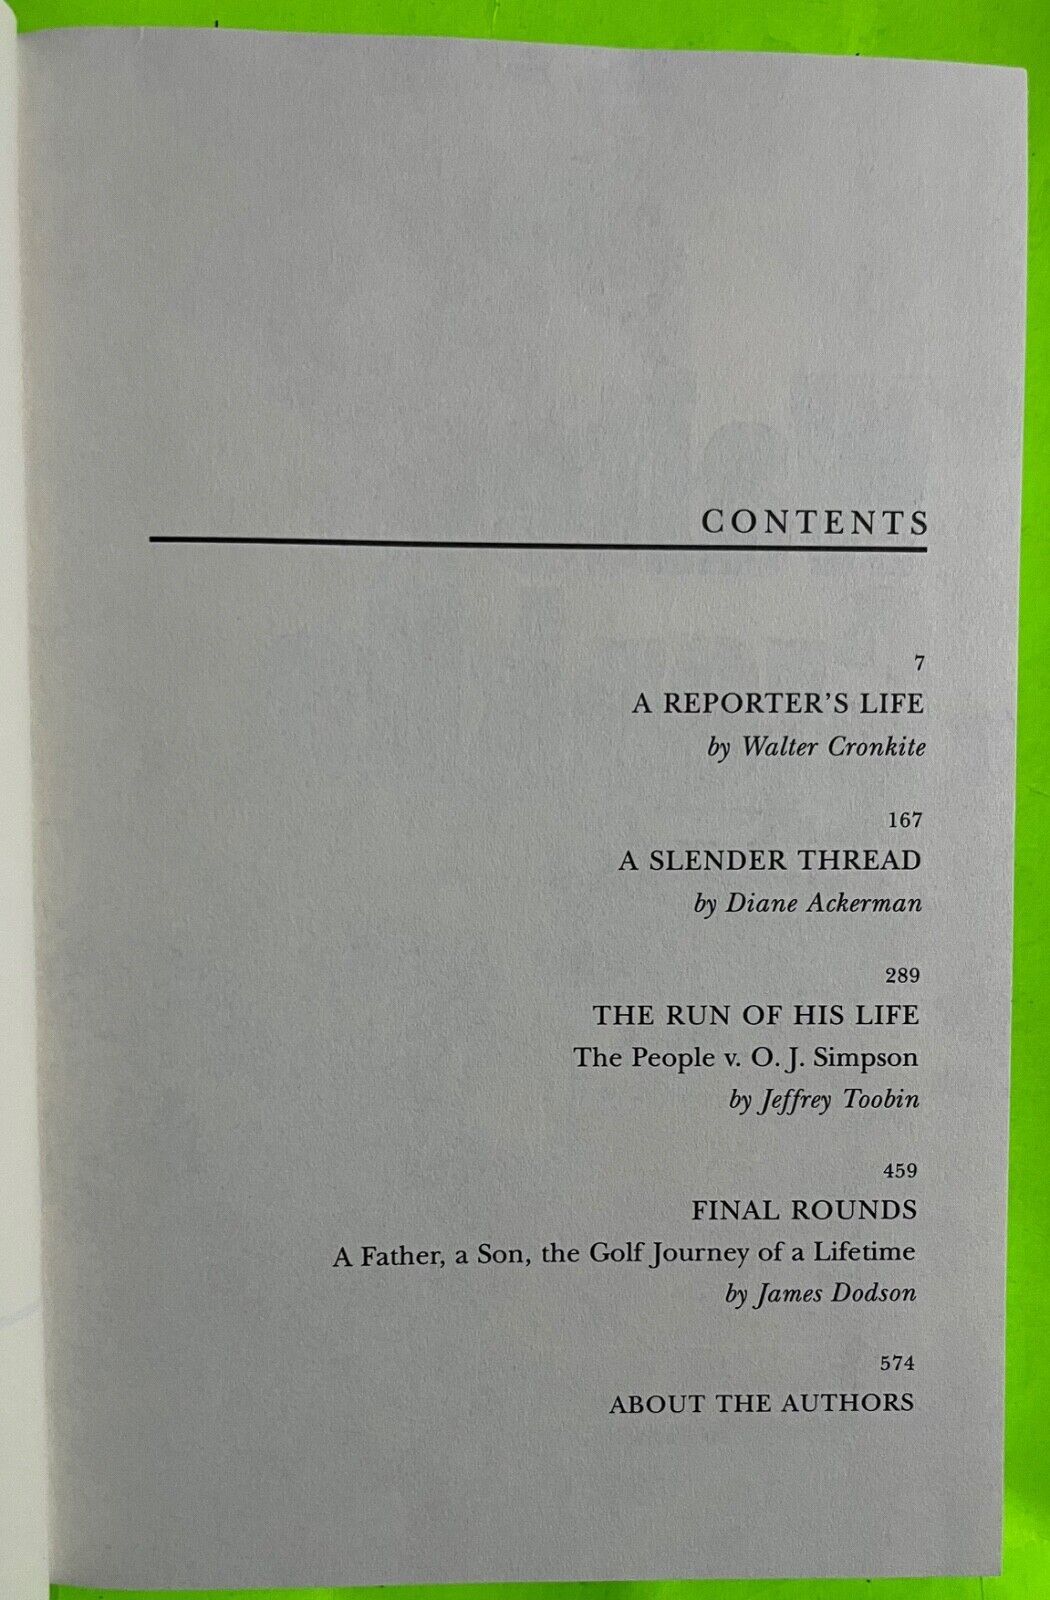 CONTENTS
7
A REPORTER'S LIFE
by Walter Cronkite
167
A SLENDER THREAD
by Diane Ackerman
289
THE RUN OF HIS LIFE
The People v. O. J. Simpson
by Jeffrey Toobin
459
FINAL ROUNDS
A Father, a Son, the Golf Journey of a Lifetime
by James Dodson
574
ABOUT THE AUTHORS